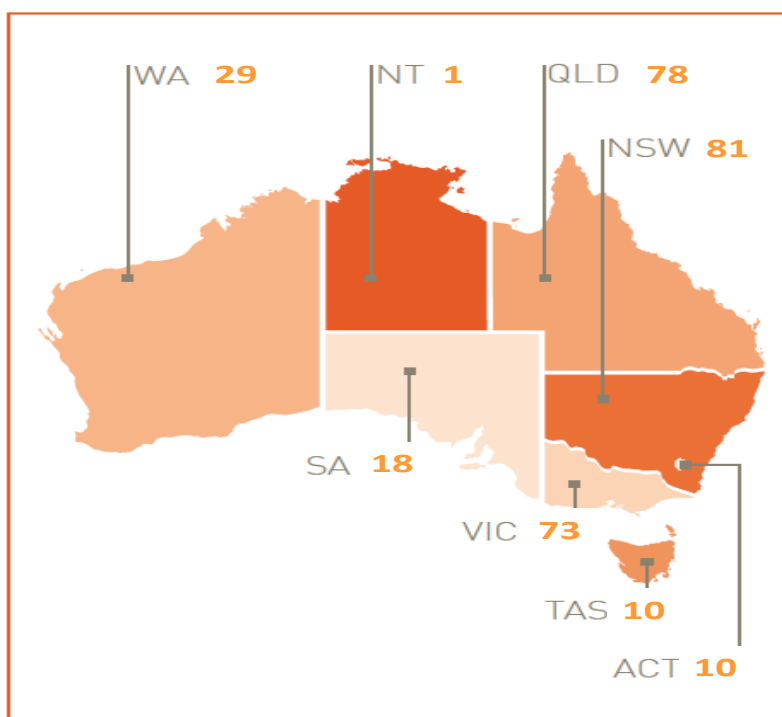 WA 29
NT 1
QLD 78
NSW 81
SA 18
VIC 73
TAS 10
ACT 10